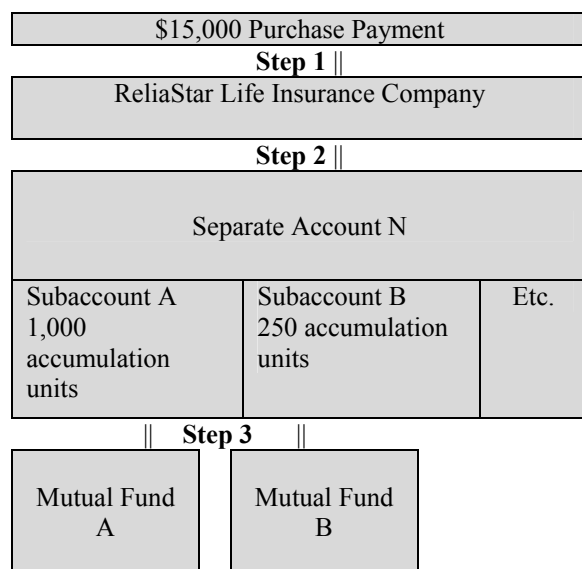 $15,000 Purchase Payment
Step 1 ||
ReliaStar Life Insurance Company
Step 2 ||
Separate Account N
Subaccount A
1,000
accumulation
units
Subaccount B
250 accumulation
units
Etc.
|| Step 3 ||
Mutual Fund
A
Mutual Fund
B